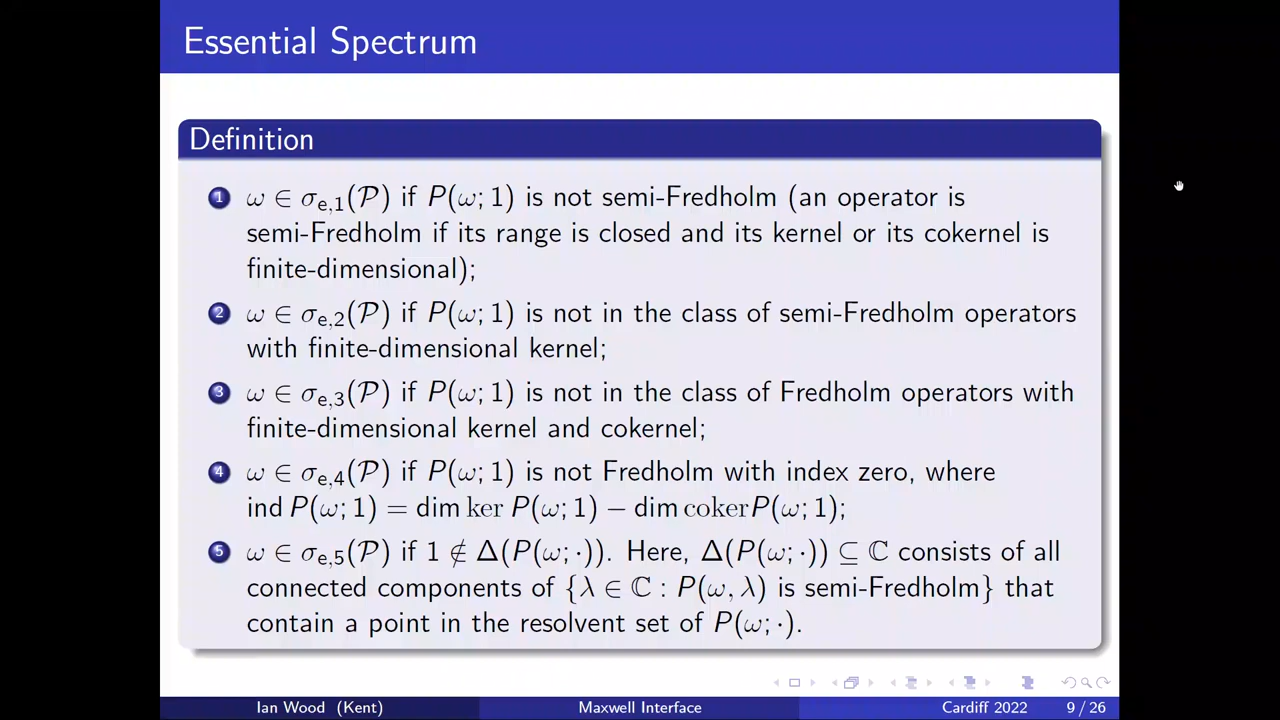 Essential Spectrum
Definition
1 ω ∈ σe,1(𝒫) if P(ω; 1) is not semi-Fredholm (an operator is
semi-Fredholm if its range is closed and its kernel or its cokernel is
finite-dimensional);
2 ω ∈ σe,2(𝒫) if P(ω; 1) is not in the class of semi-Fredholm operators
with finite-dimensional kernel;
3 ω ∈ σe,3(𝒫) if P(ω; 1) is not in the class of Fredholm operators with
finite-dimensional kernel and cokernel;
4 ω ∈ σe,4(𝒫) if P(ω; 1) is not Fredholm with index zero, where
ind P(ω; 1) = dim ker P(ω; 1) − dim cokerP(ω; 1);
5 ω ∈ σe,5(𝒫) if 1 ∉ Δ(P(ω; ·)). Here, Δ(P(ω; ·)) ⊆ ℂ consists of all
connected components of {λ ∈ ℂ : P(ω, λ) is semi-Fredholm} that
contain a point in the resolvent set of P(ω; ·).
Ian Wood (Kent) Maxwell Interface Cardiff 2022 9 / 26